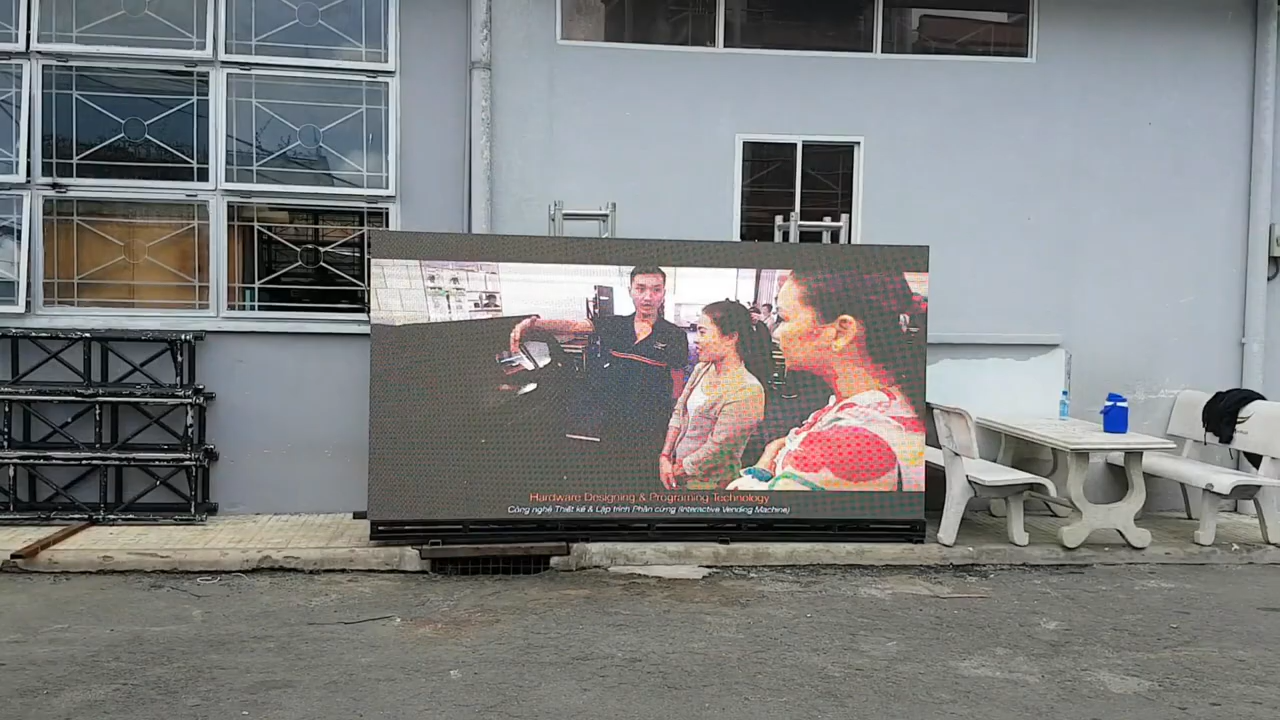 Hardware Designing & Programing Technology
Công nghệ Thiết kế & Lập trình Phần cứng (Interactive Vending Machine)